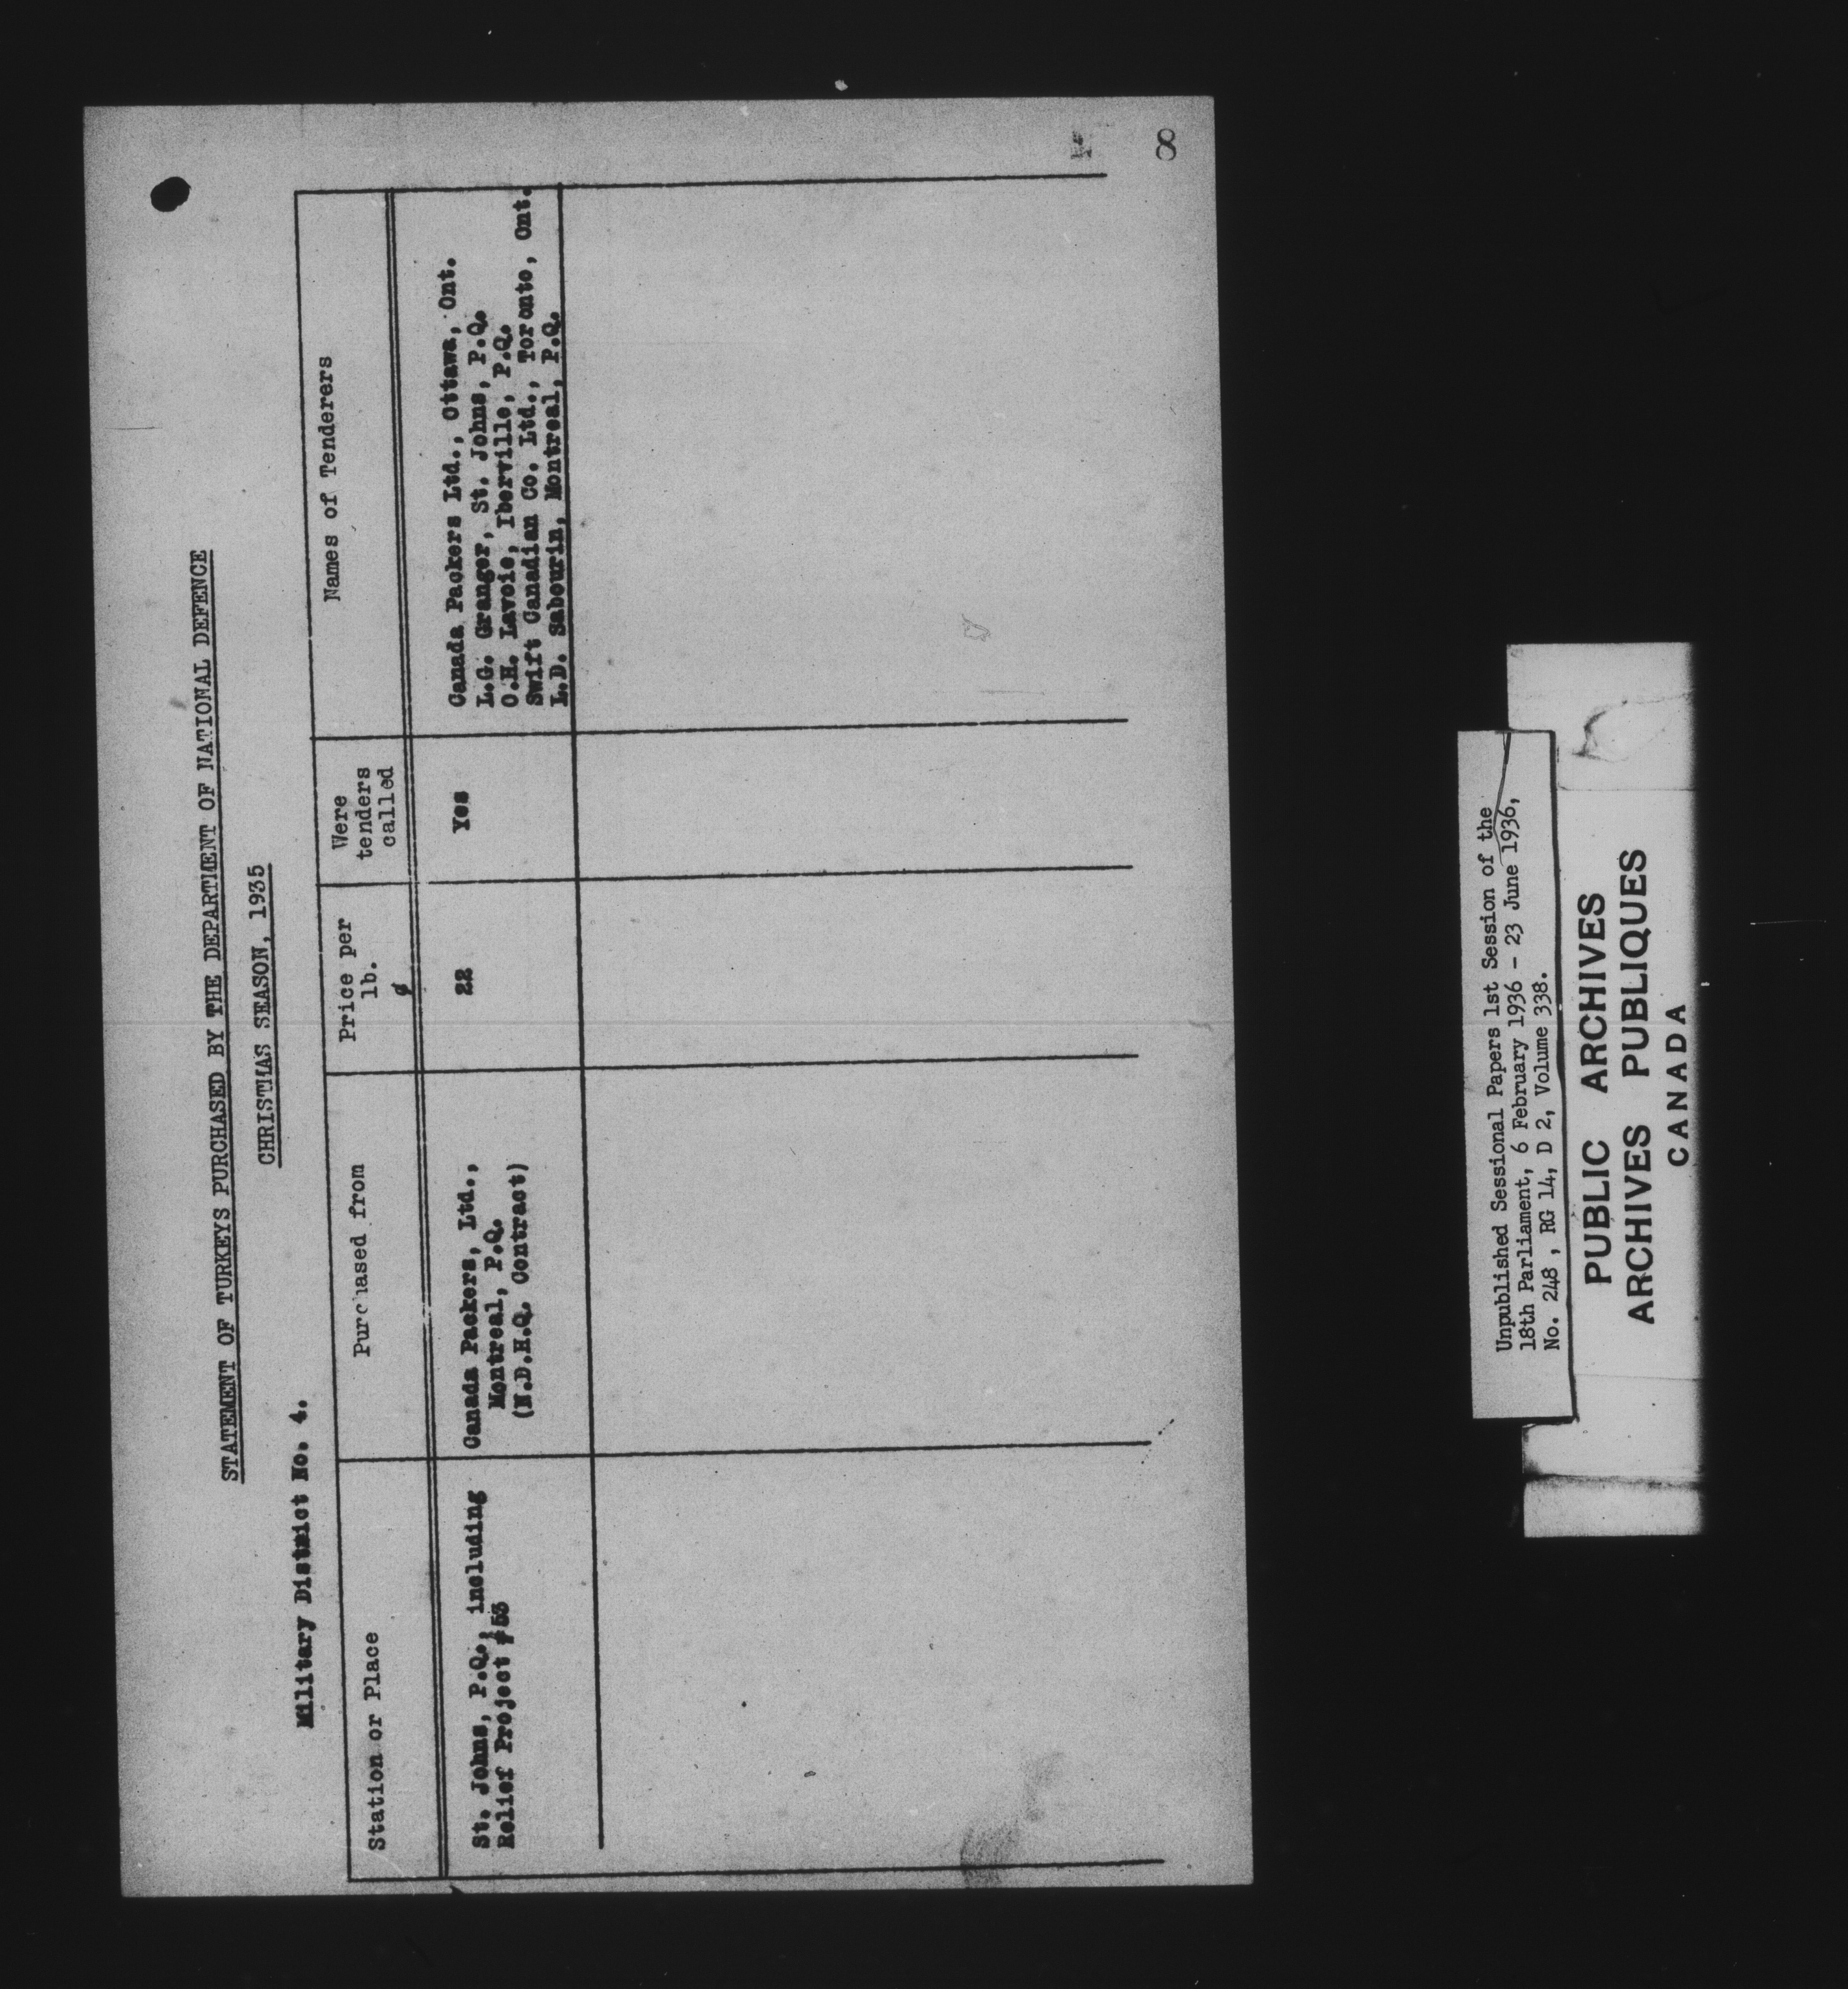 STATEMENT OF TURKEYS PURCHASED BY THE DEPARTMENT OF NATIONAL DEFENCE
CHRISTMAS SEASON, 1935
Military District No. 4.
Station or Place
Purchased from
Price per
lb.
¢
Were
tenders
called
Names of Tenderers
St. Johns, P.Q., including
Relief Project #53
Canada Packers, Ltd.,
Montreal, P.Q.
(N.D.H.Q. Contract)
22
Yes
Canada Packers Ltd., Ottawa, Ont.
L.G. Granger, St. Johns, P.Q.
O.H. Lavoie, Iberville, P.Q.
Swift Canadian Co. Ltd., Toronto, Ont.
L.D. Sabourin, Montreal, P.Q.
8
Unpublished Sessional Papers 1st Session of the
18th Parliament, 6 February 1936 - 23 June 1936,
No. 248, RG 14, D 2, Volume 338.
PUBLIC ARCHIVES
ARCHIVES PUBLIQUES
CANADA